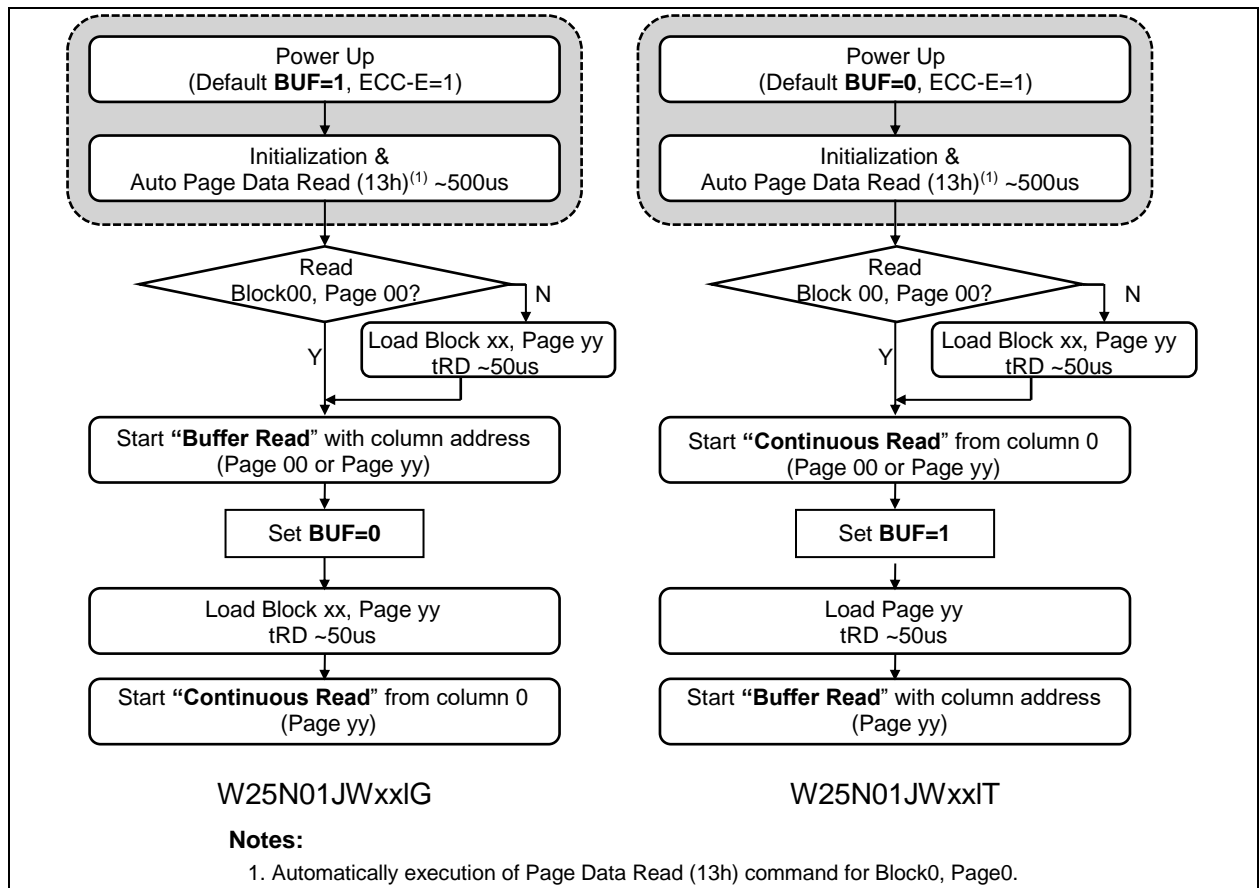 Power Up
(Default BUF=1, ECC-E=1)
Initialization &
Auto Page Data Read (13h)(1) ~500us
Read
Block00, Page 00?
N
Y
Load Block xx, Page yy
tRD ~50us
Start “Buffer Read” with column address
(Page 00 or Page yy)
Set BUF=0
Load Block xx, Page yy
tRD ~50us
Start “Continuous Read” from column 0
(Page yy)
W25N01JWxxIG
Power Up
(Default BUF=0, ECC-E=1)
Initialization &
Auto Page Data Read (13h)(1) ~500us
Read
Block 00, Page 00?
N
Y
Load Block xx, Page yy
tRD ~50us
Start “Continuous Read” from column 0
(Page 00 or Page yy)
Set BUF=1
Load Page yy
tRD ~50us
Start “Buffer Read” with column address
(Page yy)
W25N01JWxxIT
Notes:
1. Automatically execution of Page Data Read (13h) command for Block0, Page0.